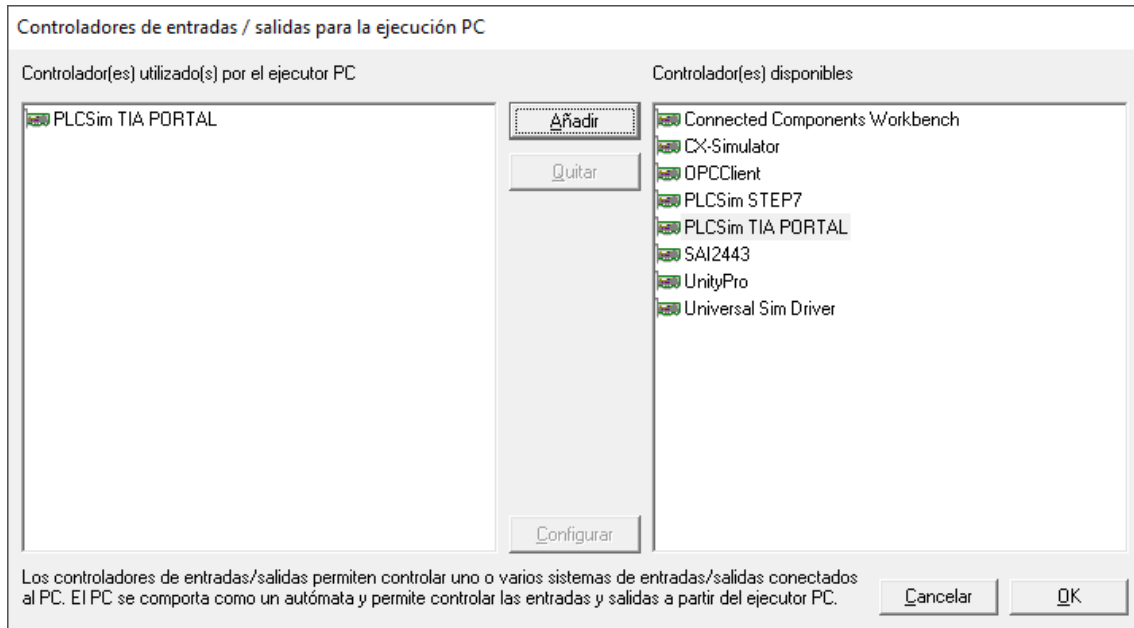 Controladores de entradas / salidas para la ejecución PC
Controlador(es) utilizado(s) por el ejecutor PC
Controlador(es) disponibles
PLCSim TIA PORTAL
Añadir
Quitar
Configurar
Connected Components Workbench
CX-Simulator
OPCClient
PLCSim STEP7
PLCSim TIA PORTAL
SAI2443
UnityPro
Universal Sim Driver
Los controladores de entradas/salidas permiten controlar uno o varios sistemas de entradas/salidas conectados
al PC. El PC se comporta como un autómata y permite controlar las entradas y salidas a partir del ejecutor PC.
Cancelar
OK